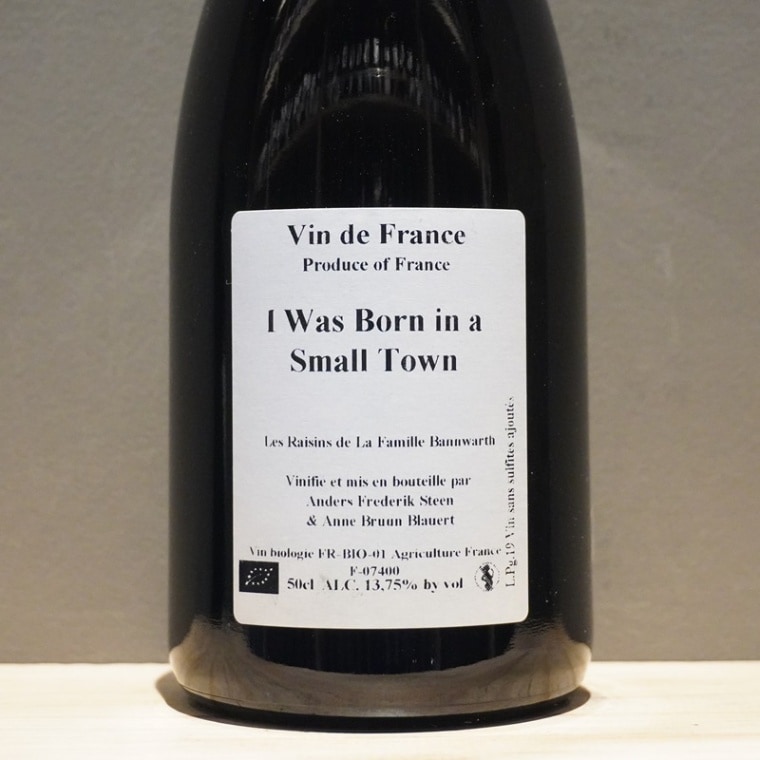 Vin de France
Produce of France
I Was Born in a
Small Town
Les Raisins de La Famille Bannwarth
Vinifie et mis en bouteille par
Anders Frederik Steen
& Anne Bruun Blauert
Vin biologie FR-BIO-01 Agriculture France
F-07400
50cl ALC. 13,75% by vol
L.Pg.19 Vin sans sulfites ajoutés